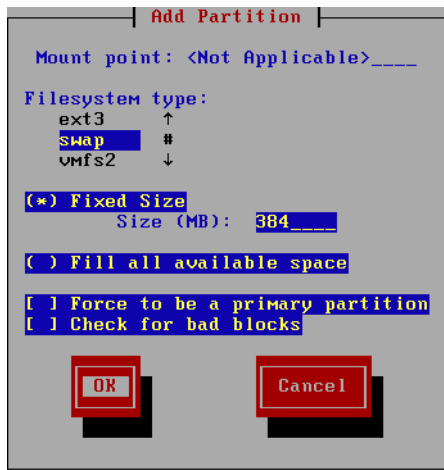 Add Partition
Mount point: <Not Applicable>____
Filesystem type:
ext3 ↑
swap #
vmfs2 ↓
(*) Fixed Size
Size (MB): 384____
( ) Fill all available space
[ ] Force to be a primary partition
[ ] Check for bad blocks
OK Cancel